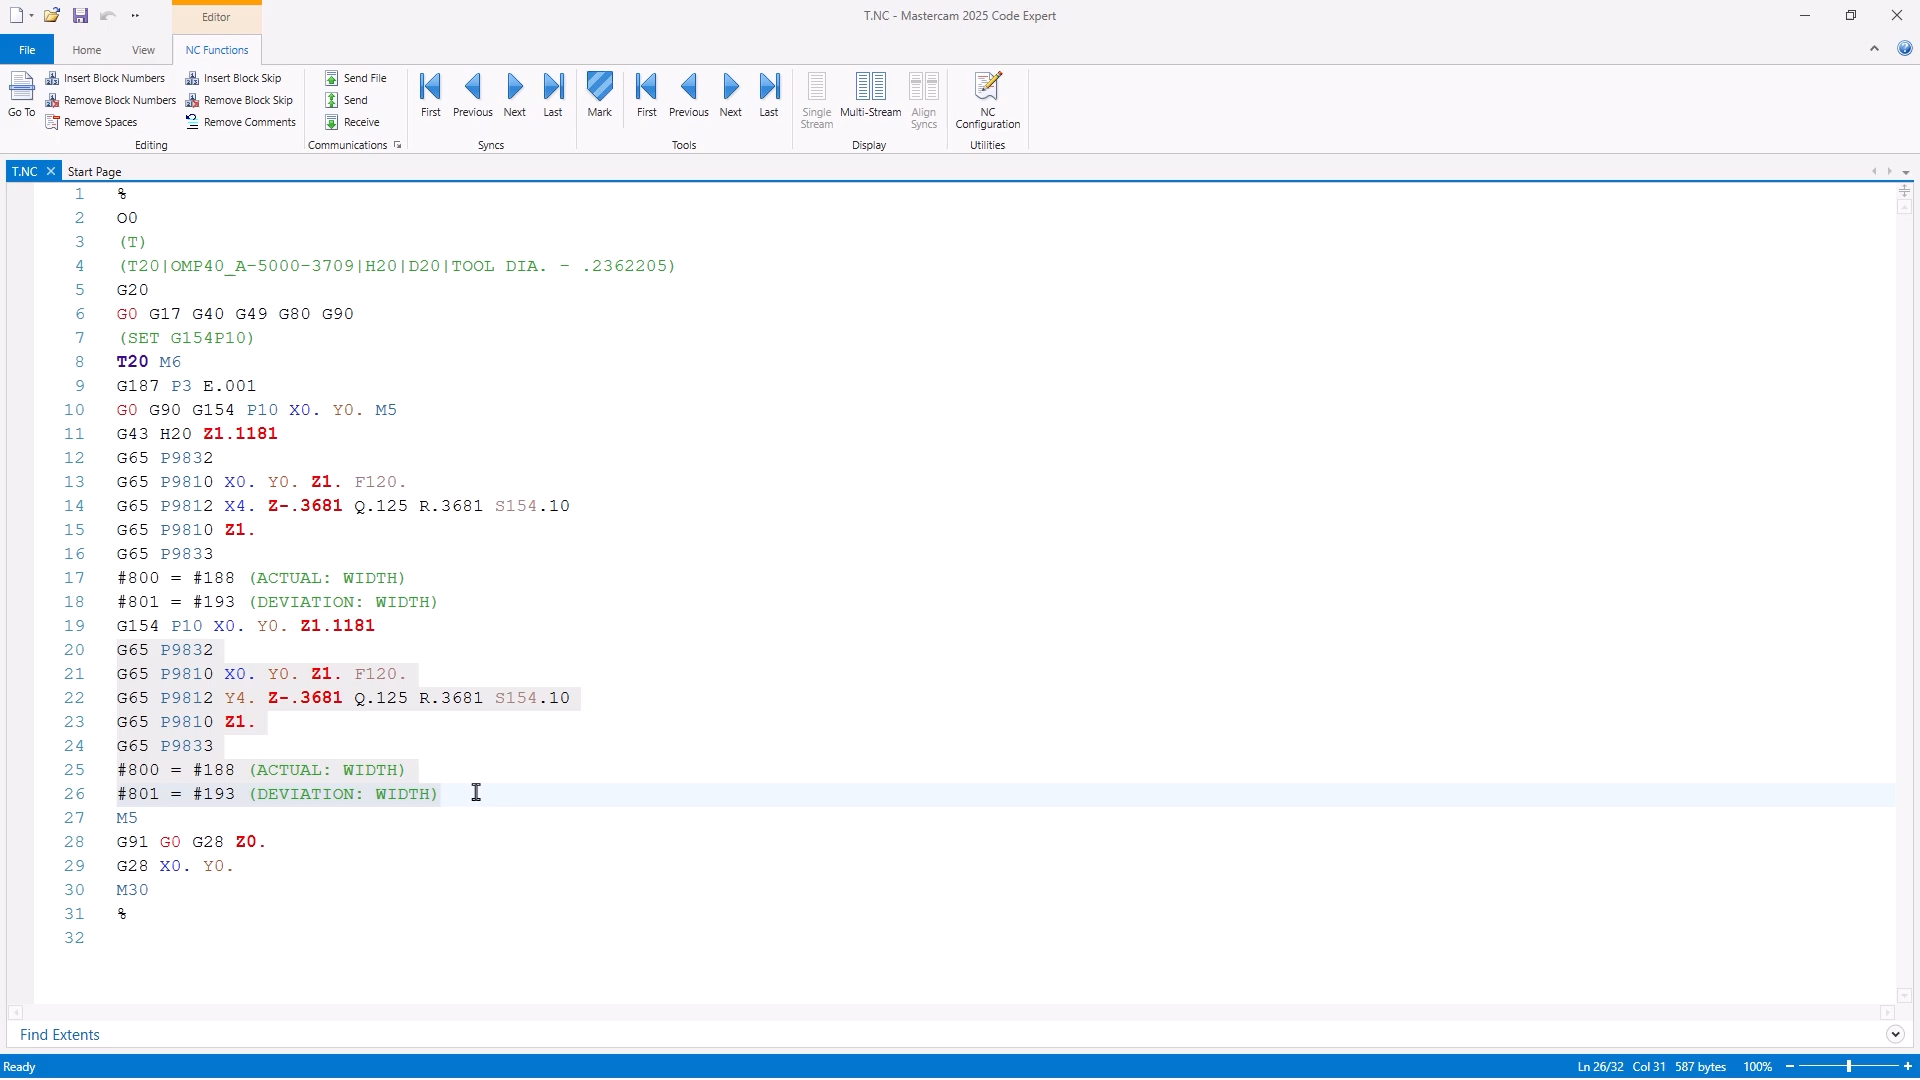 Editor
T.NC - Mastercam 2025 Code Expert
File Home View NC Functions
Go To
Insert Block Numbers
Remove Block Numbers
Remove Spaces
Insert Block Skip
Remove Block Skip
Remove Comments
Editing
Send File
Send
Receive
Communications
First Previous Next Last
Syncs
Mark
First Previous Next Last
Tools
Single Stream
Multi-Stream
Align Syncs
Display
NC Configuration
Utilities
T.NC Start Page
1 %
2 O0
3 (T)
4 (T20|OMP40_A-5000-3709|H20|D20|TOOL DIA. - .2362205)
5 G20
6 G0 G17 G40 G49 G80 G90
7 (SET G154P10)
8 T20 M6
9 G187 P3 E.001
10 G0 G90 G154 P10 X0. Y0. M5
11 G43 H20 Z1.1181
12 G65 P9832
13 G65 P9810 X0. Y0. Z1. F120.
14 G65 P9812 X4. Z-.3681 Q.125 R.3681 S154.10
15 G65 P9810 Z1.
16 G65 P9833
17 #800 = #188 (ACTUAL: WIDTH)
18 #801 = #193 (DEVIATION: WIDTH)
19 G154 P10 X0. Y0. Z1.1181
20 G65 P9832
21 G65 P9810 X0. Y0. Z1. F120.
22 G65 P9812 Y4. Z-.3681 Q.125 R.3681 S154.10
23 G65 P9810 Z1.
24 G65 P9833
25 #800 = #188 (ACTUAL: WIDTH)
26 #801 = #193 (DEVIATION: WIDTH)
27 M5
28 G91 G0 G28 Z0.
29 G28 X0. Y0.
30 M30
31 %
32
Find Extents
Ready
Ln 26/32 Col 31 587 bytes 100%